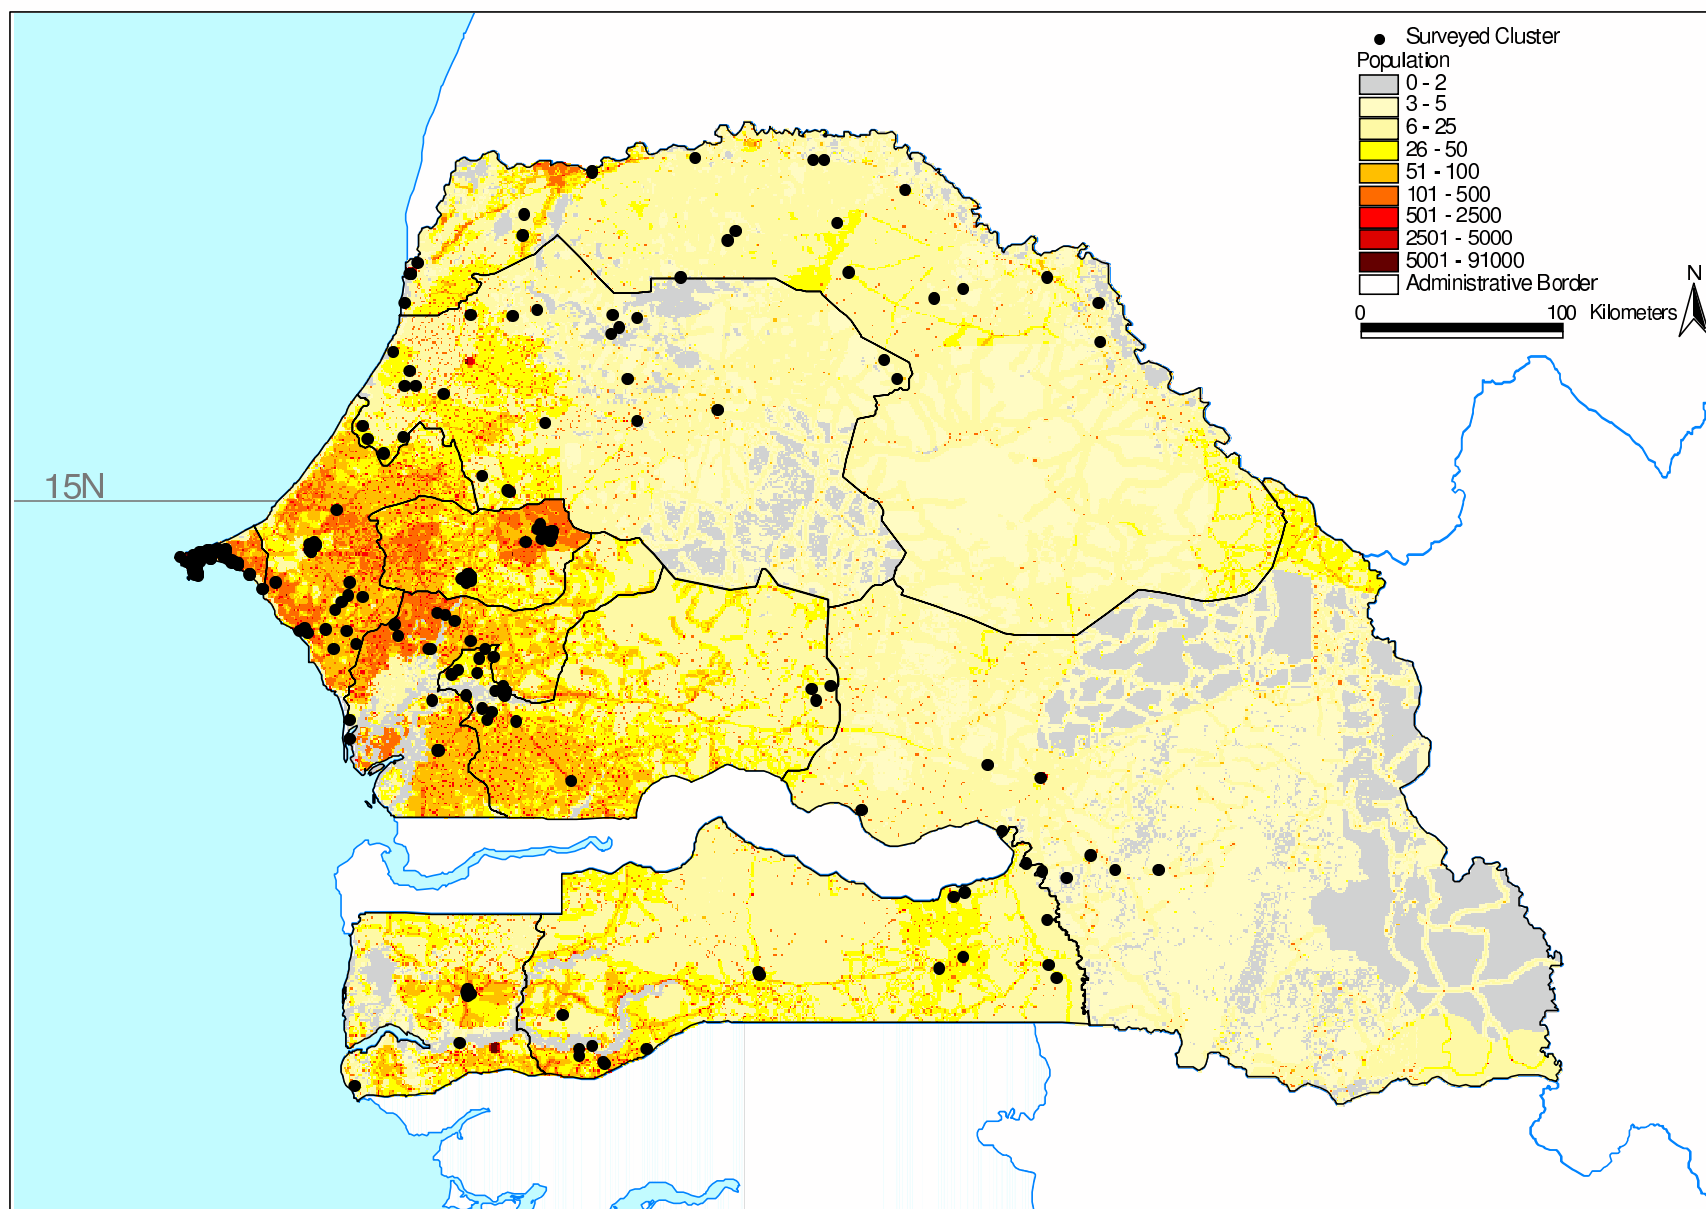 Surveyed Cluster
Population
0 - 2
3 - 5
6 - 25
26 - 50
51 - 100
101 - 500
501 - 2500
2501 - 5000
5001 - 91000
Administrative Border
N
0 100 Kilometers
15N